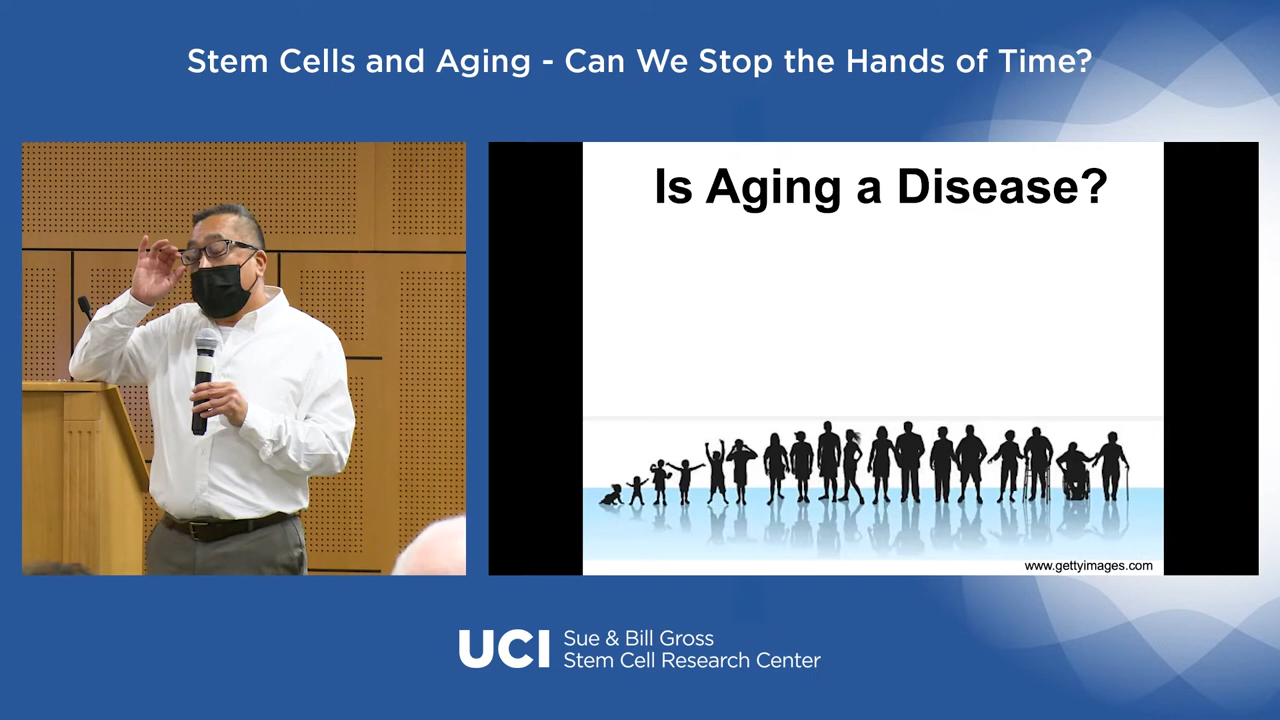 Stem Cells and Aging - Can We Stop the Hands of Time?
Is Aging a Disease?
www.gettyimages.com
UCI
Sue & Bill Gross
Stem Cell Research Center